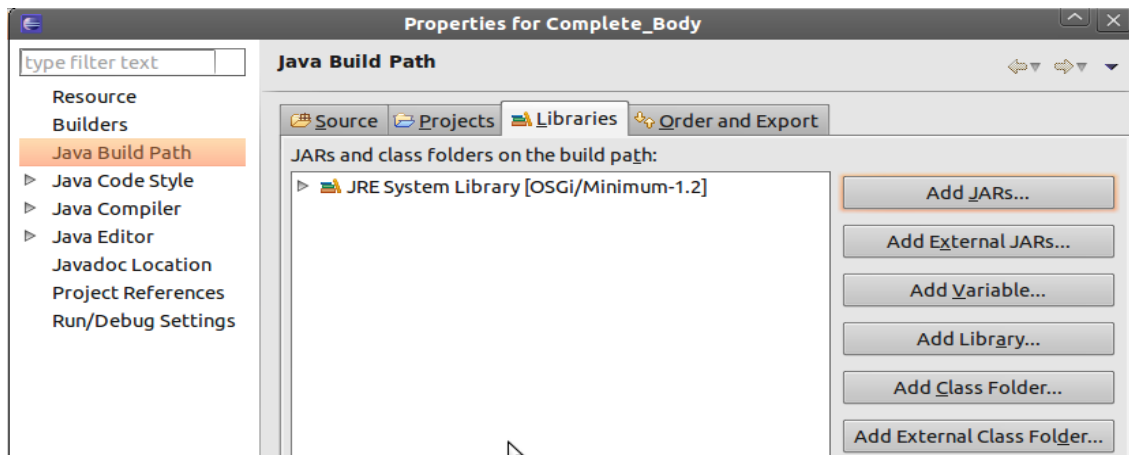 Properties for Complete_Body
type filter text
Resource
Builders
Java Build Path
Java Code Style
Java Compiler
Java Editor
Javadoc Location
Project References
Run/Debug Settings
Java Build Path
Source Projects Libraries Order and Export
JARs and class folders on the build path:
JRE System Library [OSGi/Minimum-1.2]
Add JARs...
Add External JARs...
Add Variable...
Add Library...
Add Class Folder...
Add External Class Folder...